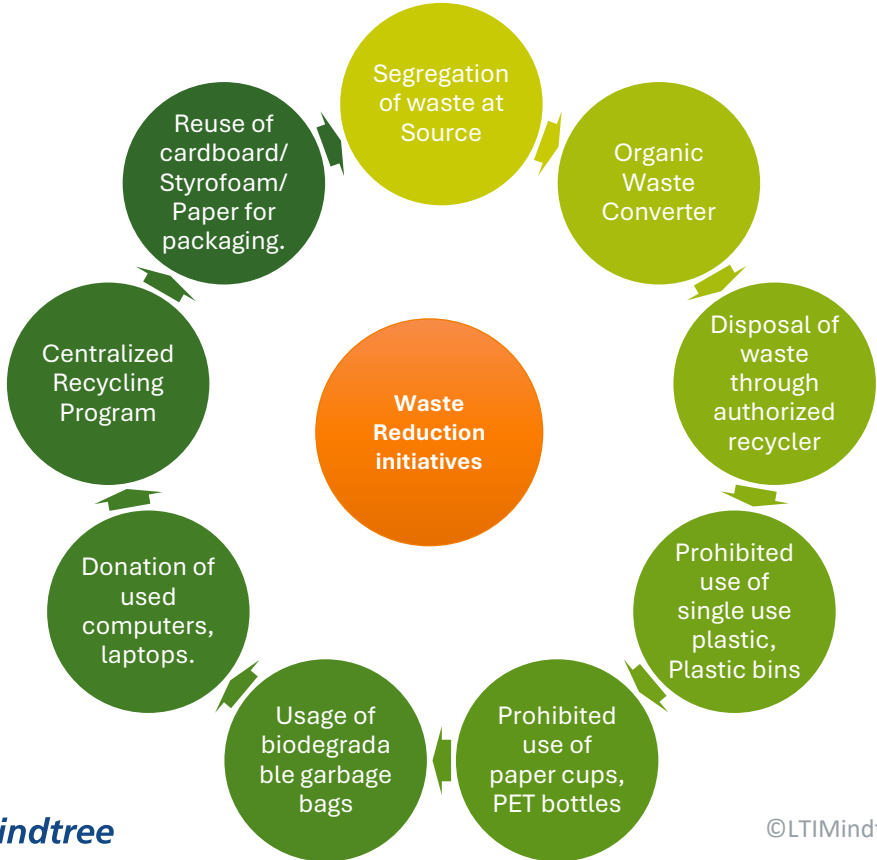 Segregation
of waste at
Source
Organic
Waste
Converter
Disposal of
waste
through
authorized
recycler
Prohibited
use of
single use
plastic,
Plastic bins
Prohibited
use of
paper cups,
PET bottles
Usage of
biodegrada
ble garbage
bags
Donation of
used
computers,
laptops.
Centralized
Recycling
Program
Reuse of
cardboard/
Styrofoam/
Paper for
packaging.
Waste
Reduction
initiatives
indtree
©LTIMind